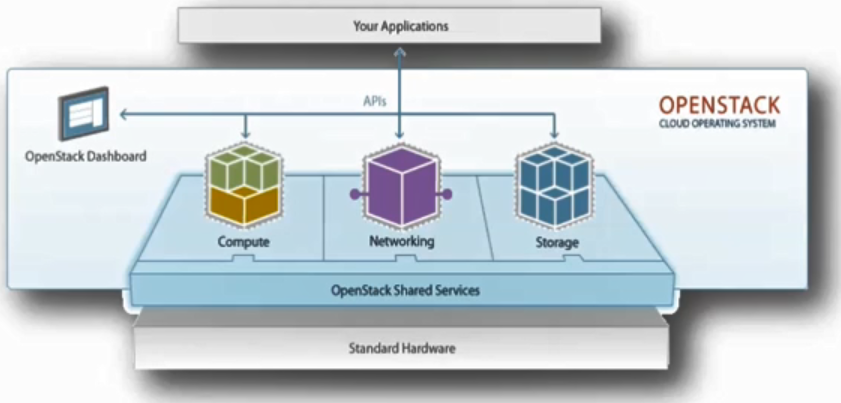 Your Applications
APIs
OPENSTACK
CLOUD OPERATING SYSTEM
OpenStack Dashboard
Compute
Networking
Storage
OpenStack Shared Services
Standard Hardware